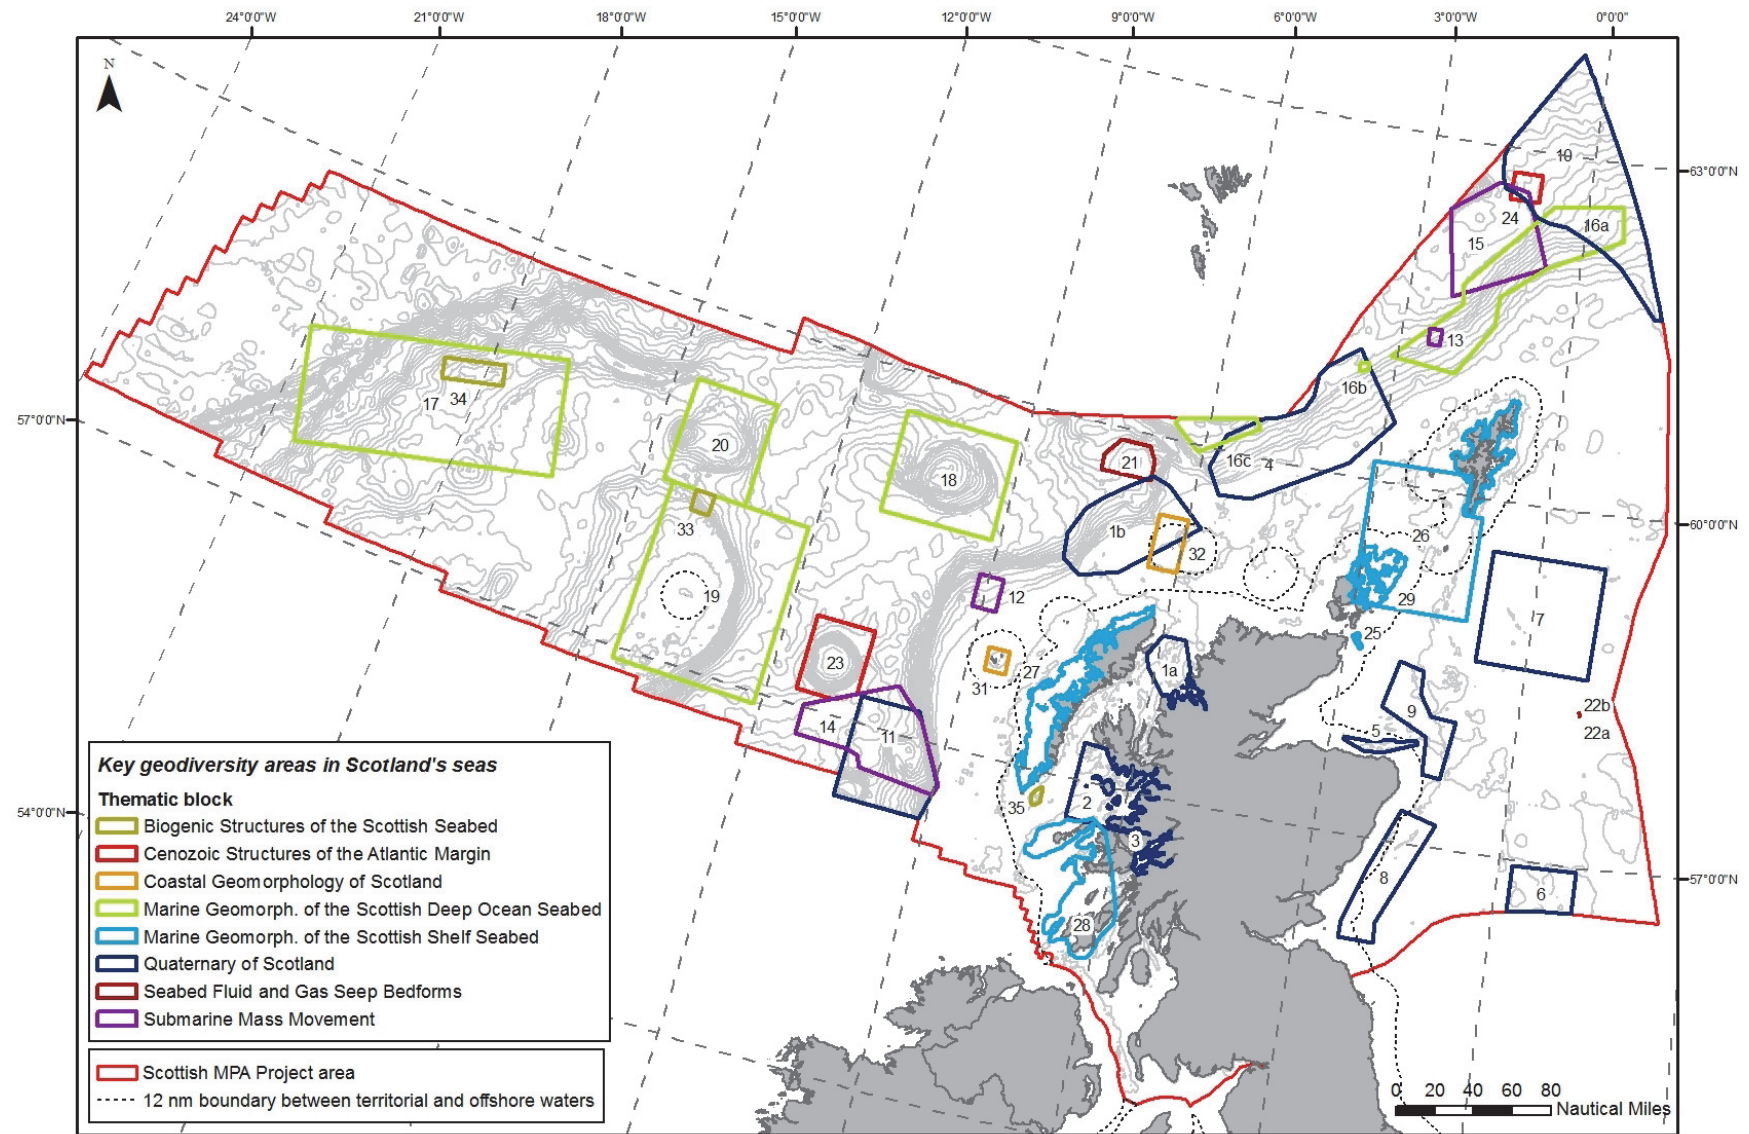 24°0'0"W 21°0'0"W 18°0'0"W 15°0'0"W 12°0'0"W 9°0'0"W 6°0'0"W 3°0'0"W 0°0'0"
N
10
63°0'0"N
24
16a
15
13
16b
17 34
57°0'0"N
20
21
16c 4
18
60°0'0"N
33
1b
32
26
12
19
29
7
25
23
31
27
1a
14
11
9
22b
5
22a
35
2
54°0'0"N
3
8
57°0'0"N
6
28
Key geodiversity areas in Scotland's seas
Thematic block
Biogenic Structures of the Scottish Seabed
Cenozoic Structures of the Atlantic Margin
Coastal Geomorphology of Scotland
Marine Geomorph. of the Scottish Deep Ocean Seabed
Marine Geomorph. of the Scottish Shelf Seabed
Quaternary of Scotland
Seabed Fluid and Gas Seep Bedforms
Submarine Mass Movement
Scottish MPA Project area
12 nm boundary between territorial and offshore waters
0 20 40 60 80
Nautical Miles